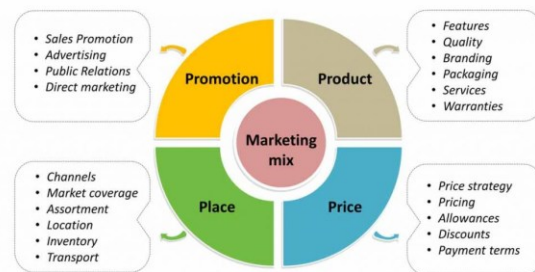 • Sales Promotion
• Advertising
• Public Relations
• Direct marketing
Promotion
Product
• Features
• Quality
• Branding
• Packaging
• Services
• Warranties
Marketing
mix
• Channels
• Market coverage
• Assortment
• Location
• Inventory
• Transport
Place
Price
• Price strategy
• Pricing
• Allowances
• Discounts
• Payment terms